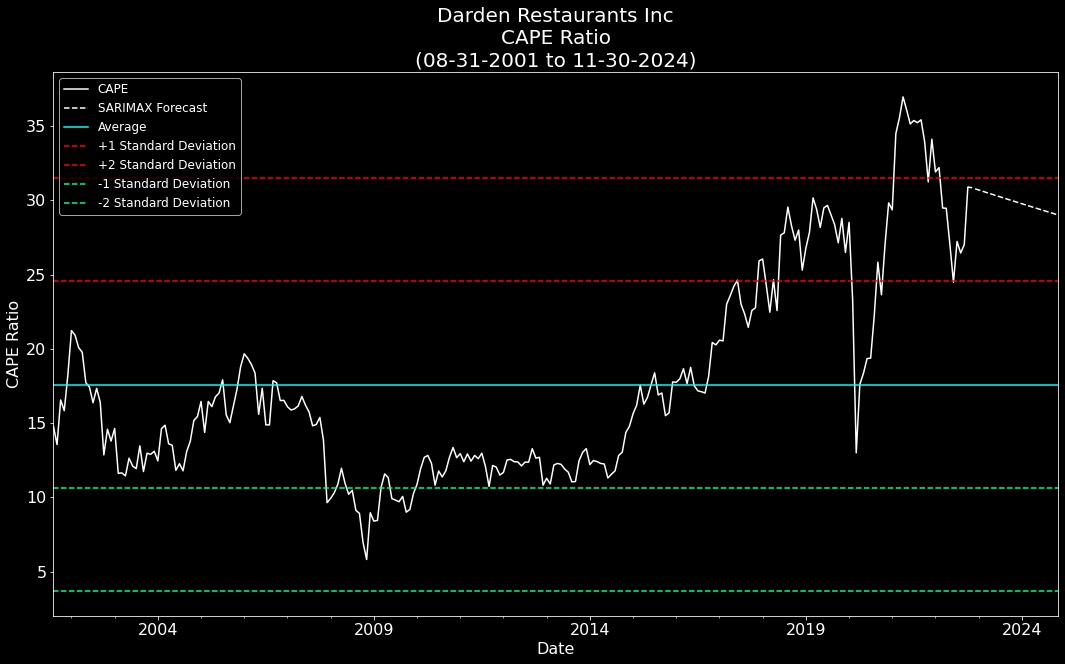 Darden Restaurants Inc
CAPE Ratio
(08-31-2001 to 11-30-2024)
CAPE
SARIMAX Forecast
Average
+1 Standard Deviation
+2 Standard Deviation
-1 Standard Deviation
-2 Standard Deviation
CAPE Ratio
35
30
25
20
15
10
5
2004
2009
2014
2019
2024
Date